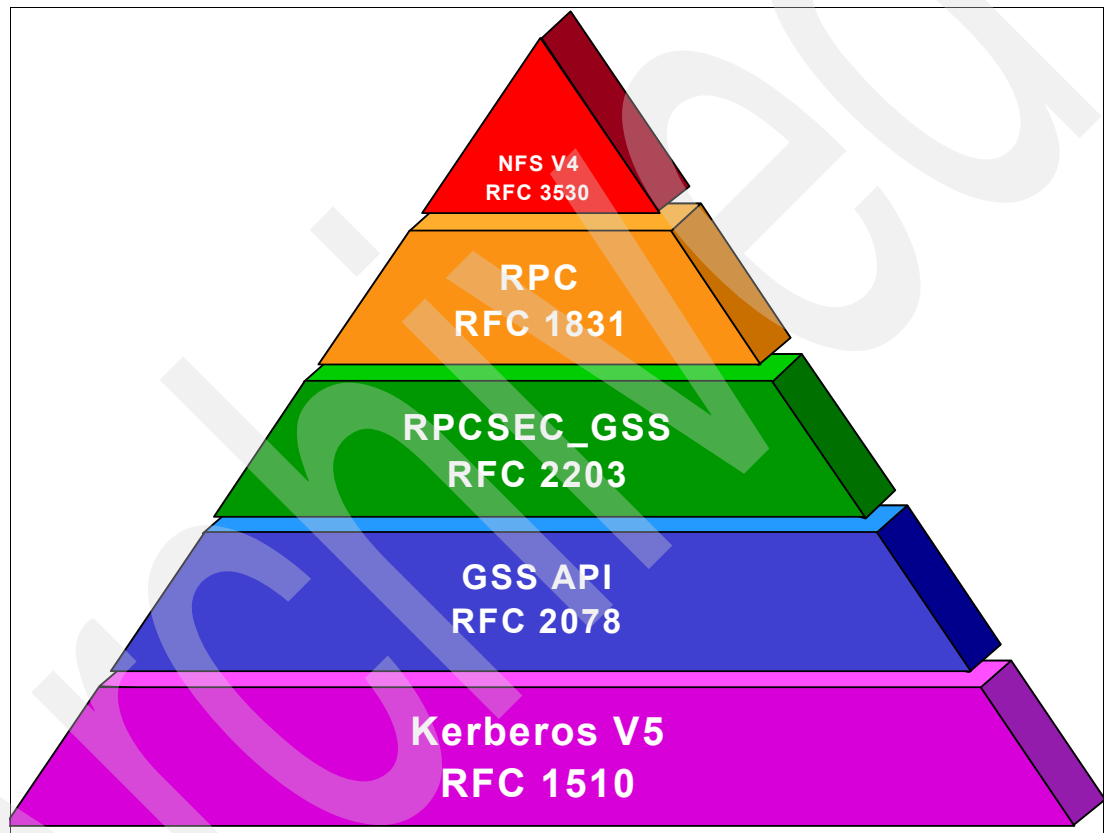 NFS V4
RFC 3530
RPC
RFC 1831
RPCSEC_GSS
RFC 2203
GSS API
RFC 2078
Kerberos V5
RFC 1510